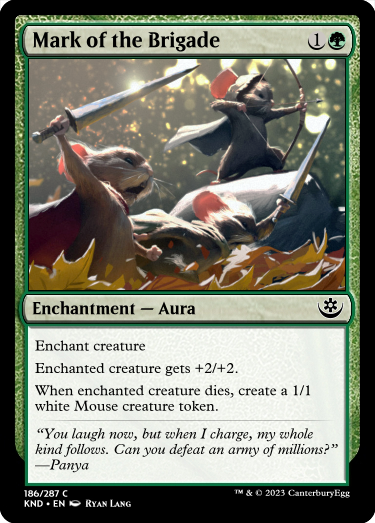 Mark of the Brigade 1
Enchantment — Aura
Enchant creature
Enchanted creature gets +2/+2.
When enchanted creature dies, create a 1/1
white Mouse creature token.
“You laugh now, but when I charge, my whole
kind follows. Can you defeat an army of millions?”
—Panya
186/287 C
KND • EN Ryan Lang
™ & © 2023 CanterburyEgg